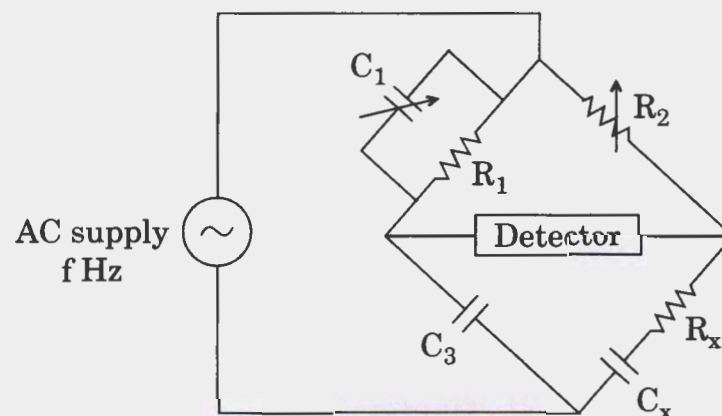 C1
R2
R1
AC supply
f Hz
Detector
C3
Rx
Cx